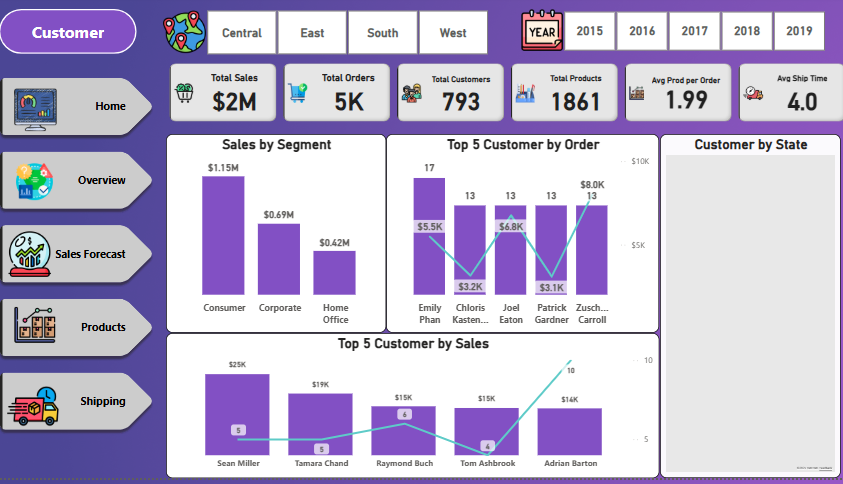 Customer
Central
East
South
West
YEAR
2015
2016
2017
2018
2019
Home
Overview
Sales Forecast
Products
Shipping
Total Sales
$2M
Total Orders
5K
Total Customers
793
Total Products
1861
Avg Prod per Order
1.99
Avg Ship Time
4.0
Sales by Segment
$1.15M
$0.69M
$0.42M
Consumer
Corporate
Home
Office
Top 5 Customer by Order
$10K
$5K
17
13
13
13
$8.0K
13
$5.5K
$3.2K
$6.8K
$3.1K
Emily
Phan
Chloris
Kasten...
Joel
Eaton
Patrick
Gardner
Zusch...
Carroll
Customer by State
Top 5 Customer by Sales
$25K
$19K
$15K
$15K
$14K
10
5
5
5
6
4
10
Sean Miller
Tamara Chand
Raymond Buch
Tom Ashbrook
Adrian Barton